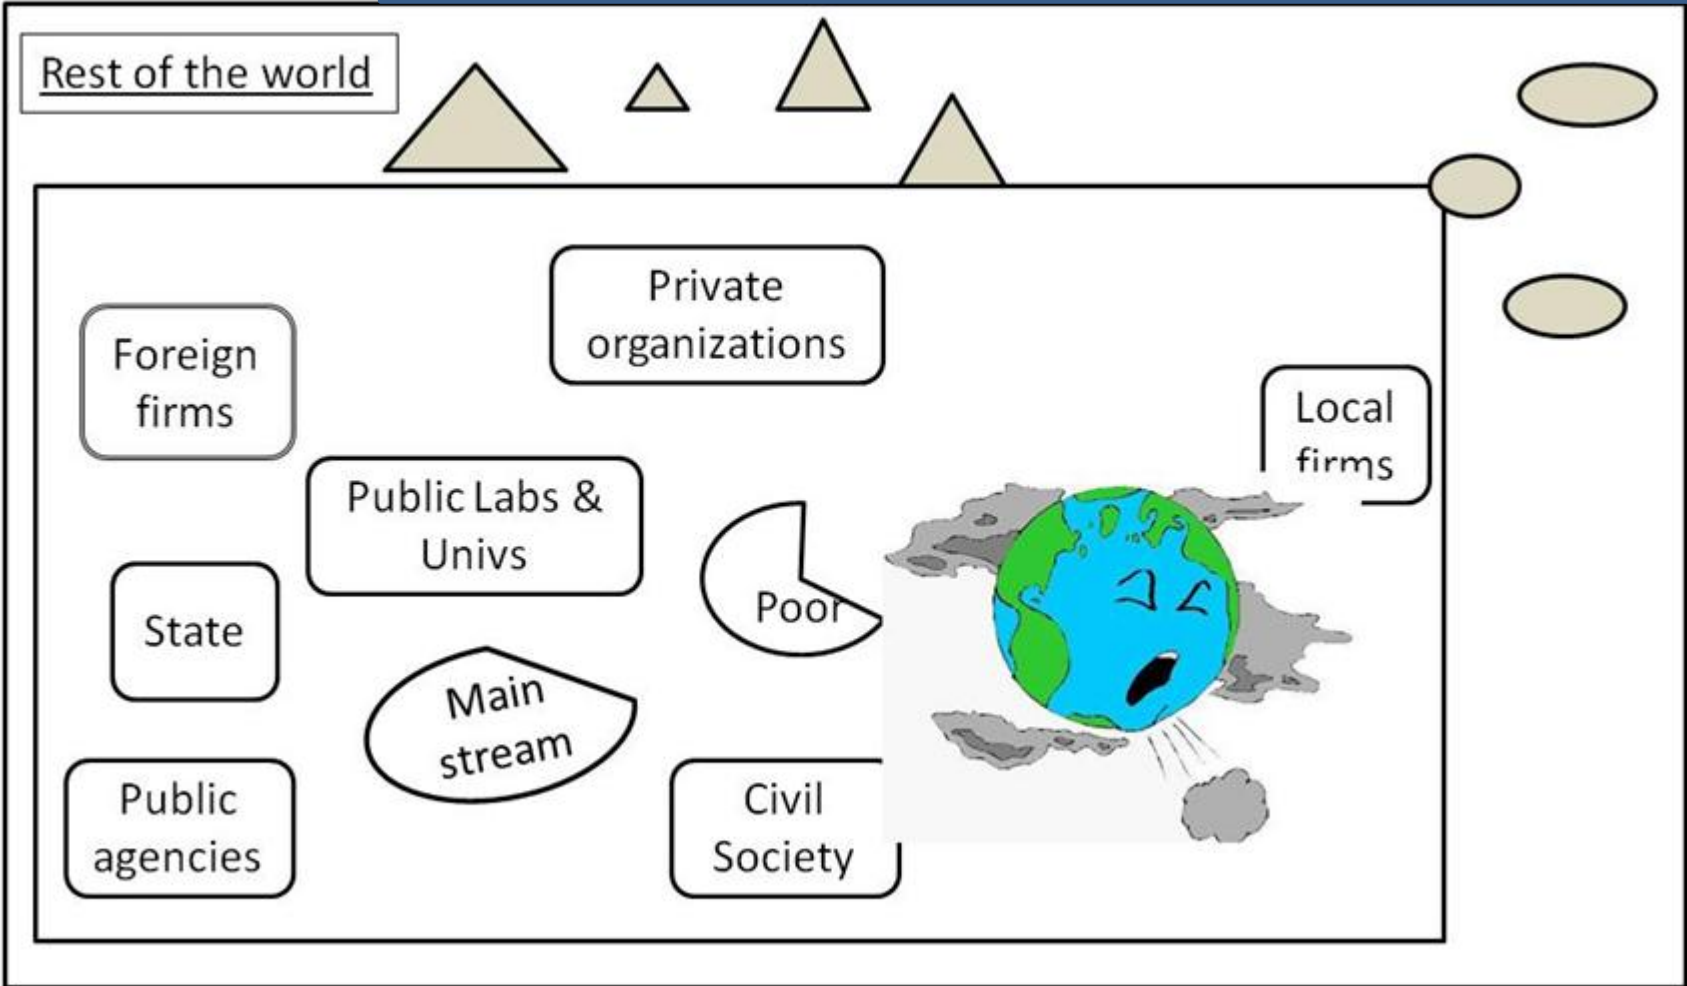 Rest of the world
Private
organizations
Foreign
firms
Local
firms
Public Labs &
Univs
Poor
State
Main
stream
Public
agencies
Civil
Society